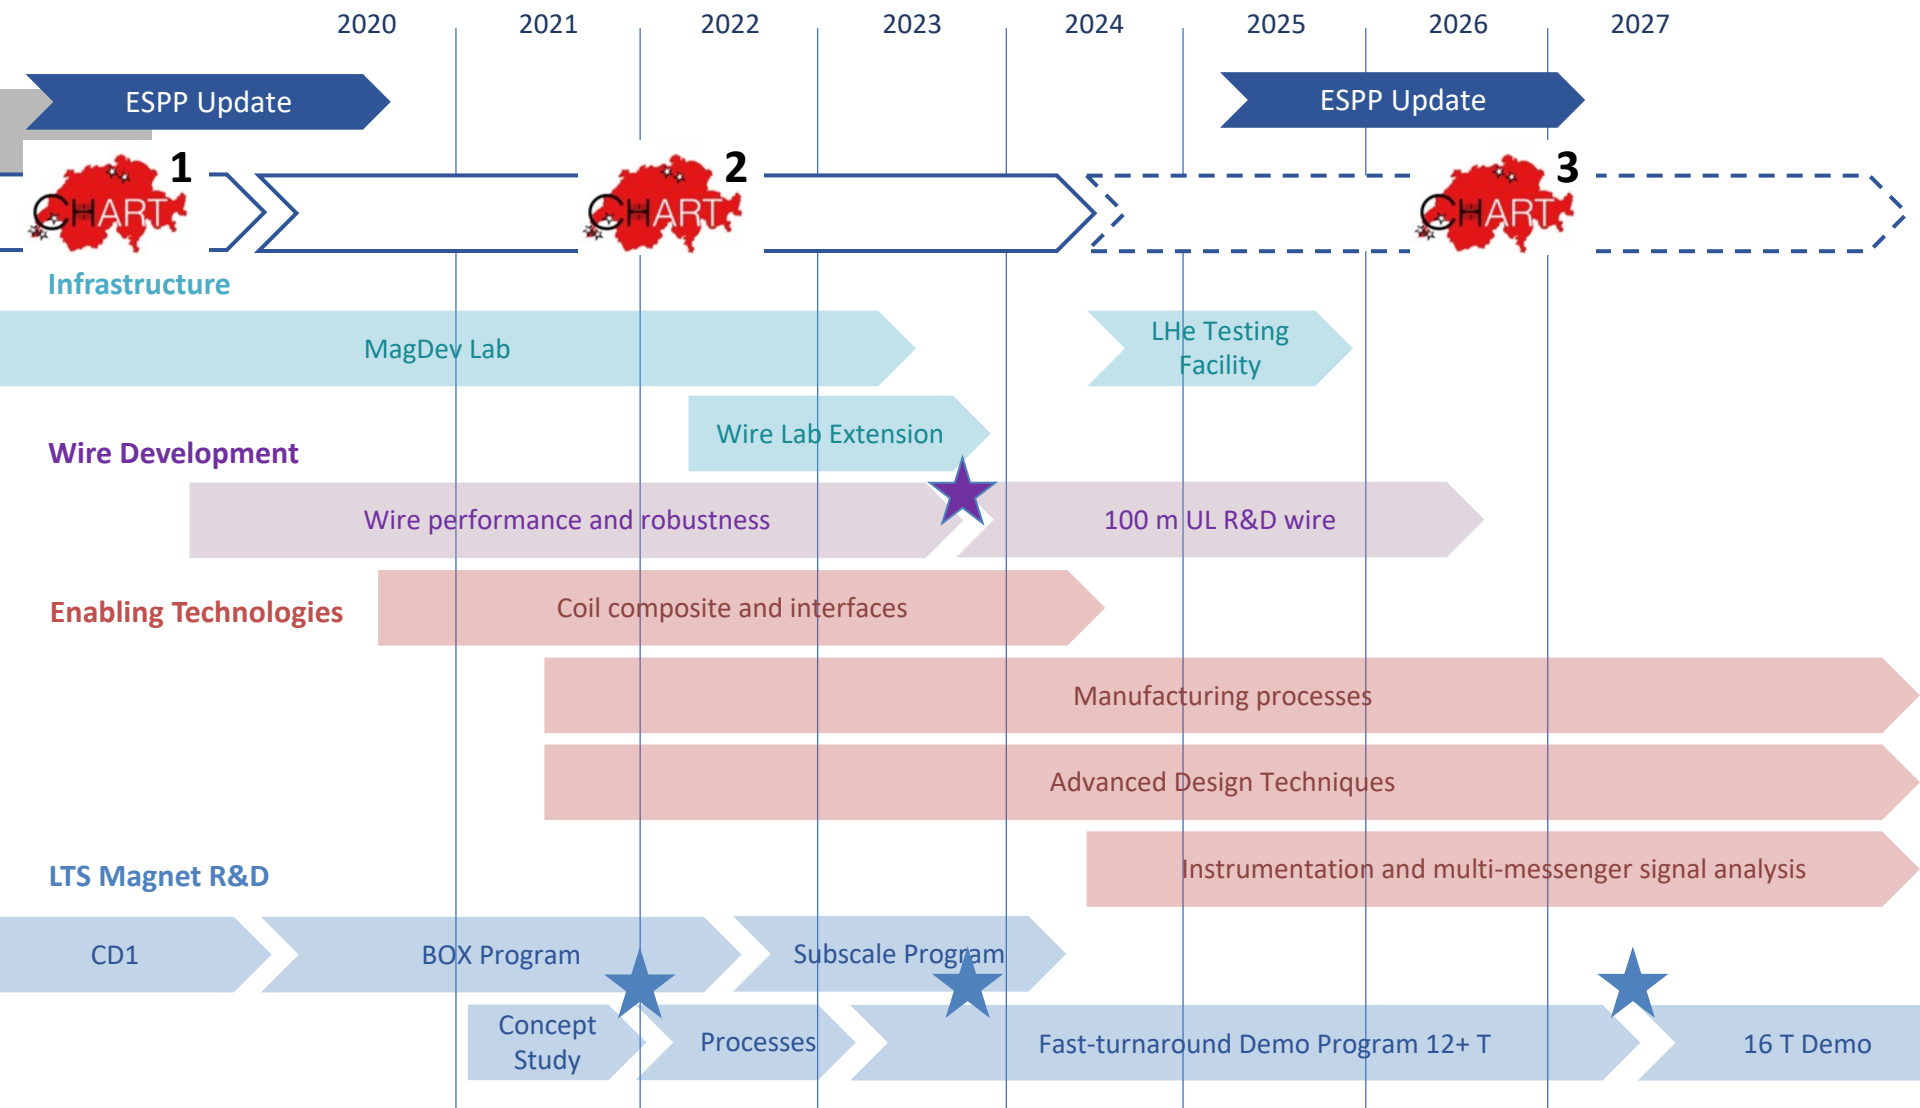 2020 2021 2022 2023 2024 2025 2026 2027
ESPP Update ESPP Update
1 2 3
CHART CHART CHART
Infrastructure
MagDev Lab
LHe Testing
Facility
Wire Lab Extension
Wire Development
Wire performance and robustness 100 m UL R&D wire
Enabling Technologies
Coil composite and interfaces
Manufacturing processes
Advanced Design Techniques
Instrumentation and multi-messenger signal analysis
LTS Magnet R&D
CD1 BOX Program Subscale Program
Concept
Study
Processes Fast-turnaround Demo Program 12+ T 16 T Demo